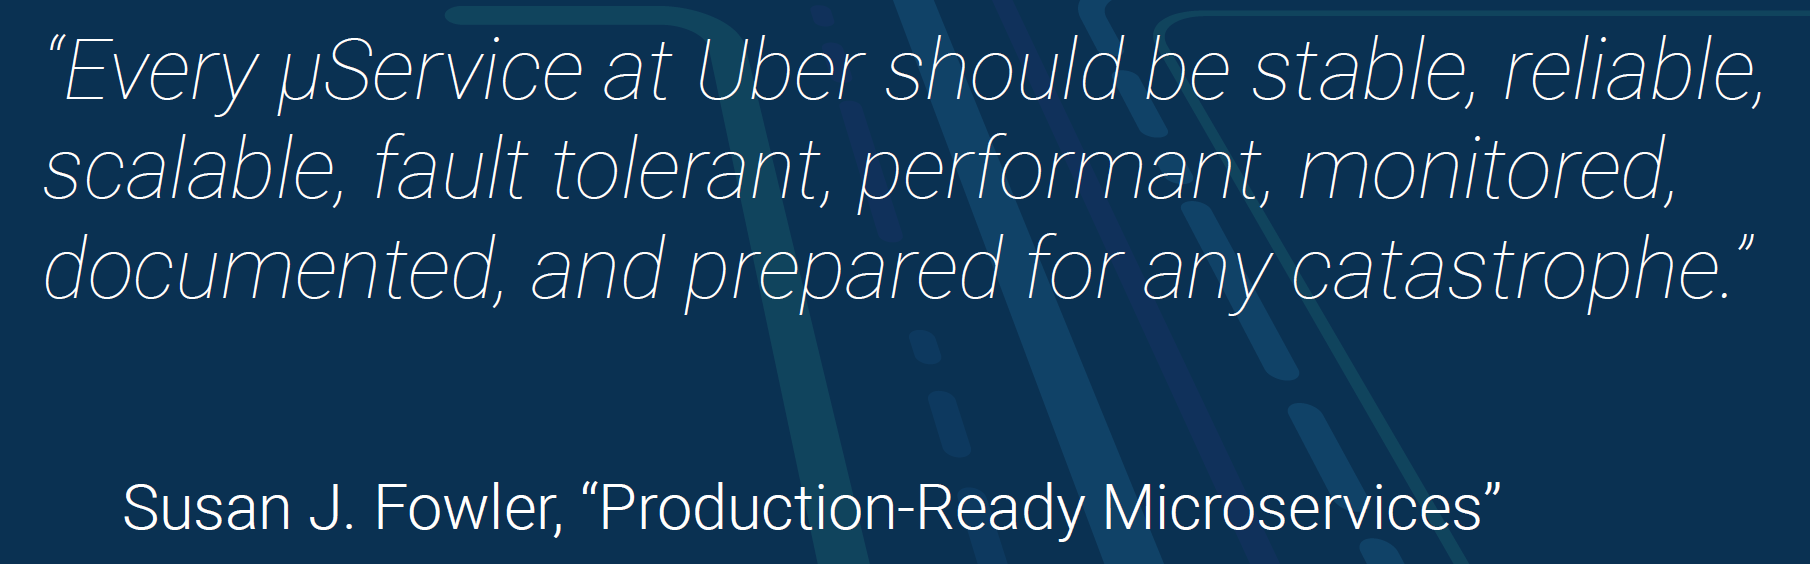 “Every µService at Uber should be stable, reliable,
scalable, fault tolerant, performant, monitored,
documented, and prepared for any catastrophe.”
Susan J. Fowler, “Production-Ready Microservices”